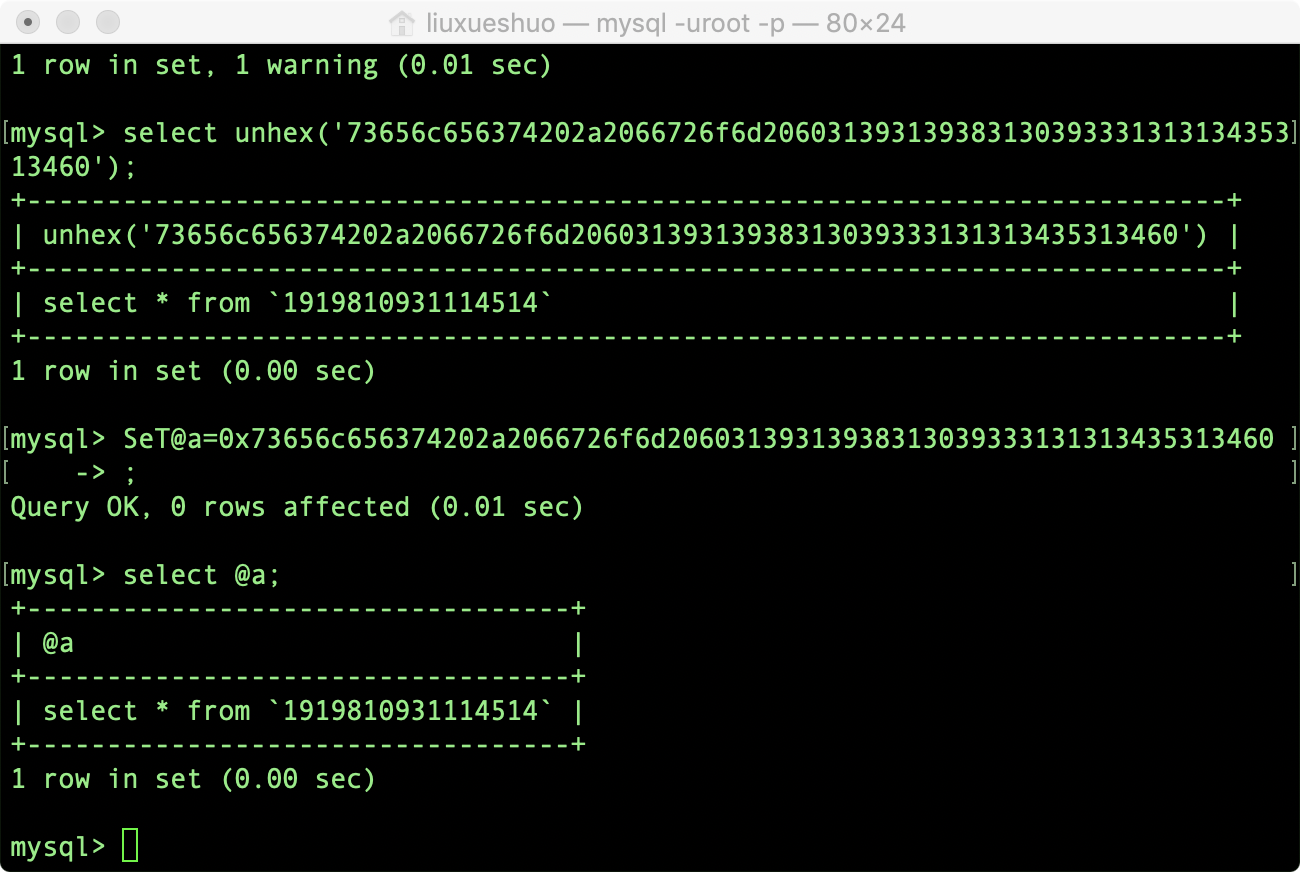 liuxueshuo — mysql -uroot -p — 80×24
1 row in set, 1 warning (0.01 sec)
[mysql> select unhex('73656c656374202a2066726f6d206031393139383130393331313134353]
13460');
+---------------------------------------------------------------------------+
| unhex('73656c656374202a2066726f6d20603139313938313039333131313435313460') |
+---------------------------------------------------------------------------+
| select * from `1919810931114514` |
+---------------------------------------------------------------------------+
1 row in set (0.00 sec)
[mysql> SeT@a=0x73656c656374202a2066726f6d20603139313938313039333131313435313460 ]
[    -> ; ]
Query OK, 0 rows affected (0.01 sec)
[mysql> select @a; ]
+----------------------------------+
| @a |
+----------------------------------+
| select * from `1919810931114514` |
+----------------------------------+
1 row in set (0.00 sec)
mysql>